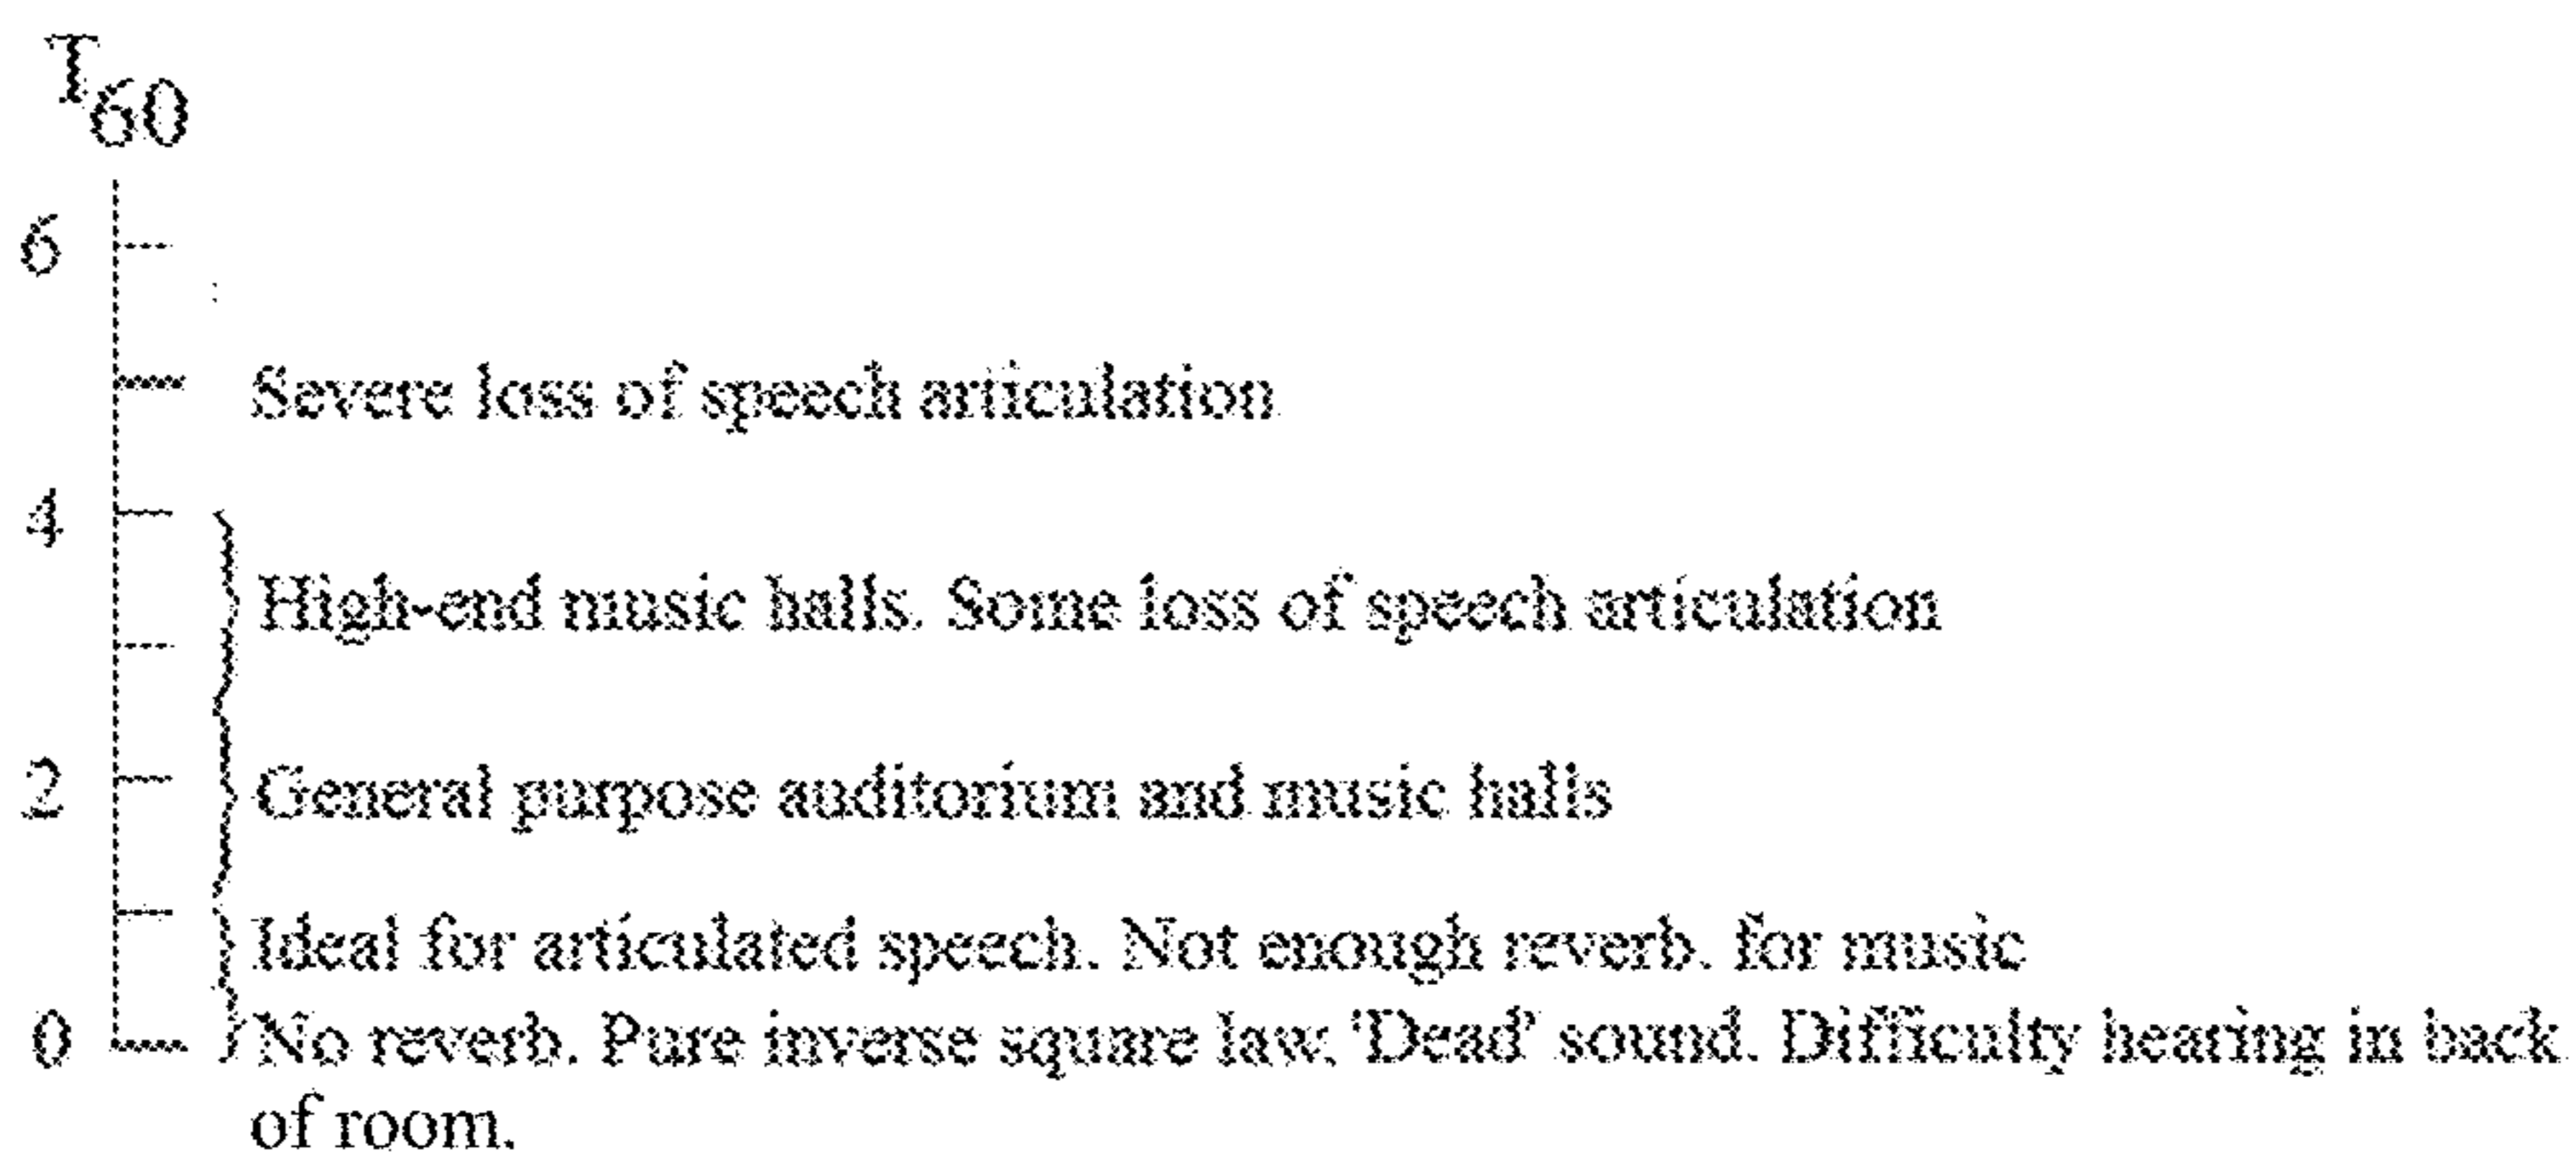 T60
6
Severe loss of speech articulation
4
High-end music halls. Some loss of speech articulation
2 General purpose auditorium and music halls
Ideal for articulated speech. Not enough reverb. for music
0 No reverb. Pure inverse square law; 'Dead' sound. Difficulty hearing in back
of room.